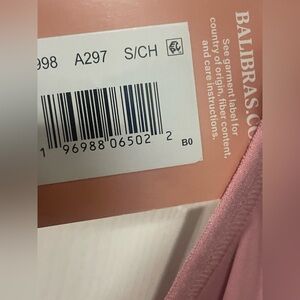 998 A297 S/CH
1 96988 06502 2
B0
BALIBRAS.CO
See garment label for
country of origin, fiber content,
and care instructions.